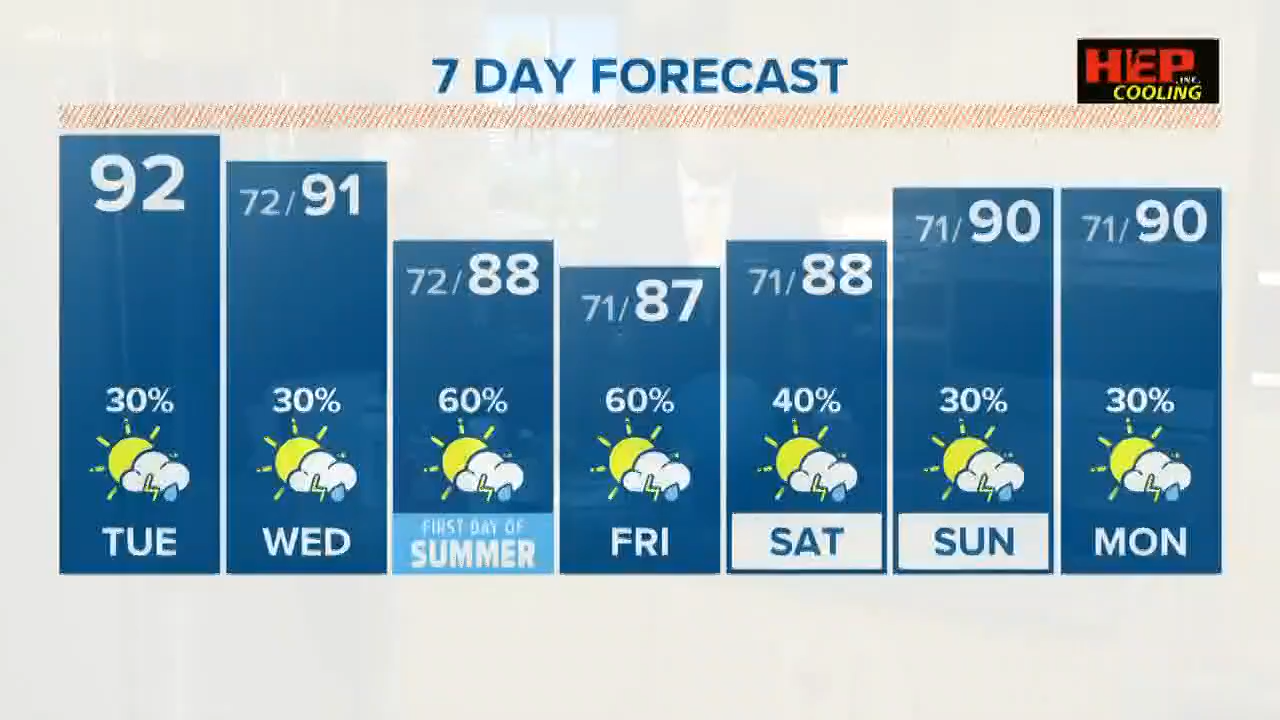 7 DAY FORECAST
HEP INC.
COOLING
92
72/91
72/88
71/87
71/88
71/90
71/90
30%
30%
60%
60%
40%
30%
30%
TUE
WED
FIRST DAY OF
SUMMER
FRI
SAT
SUN
MON